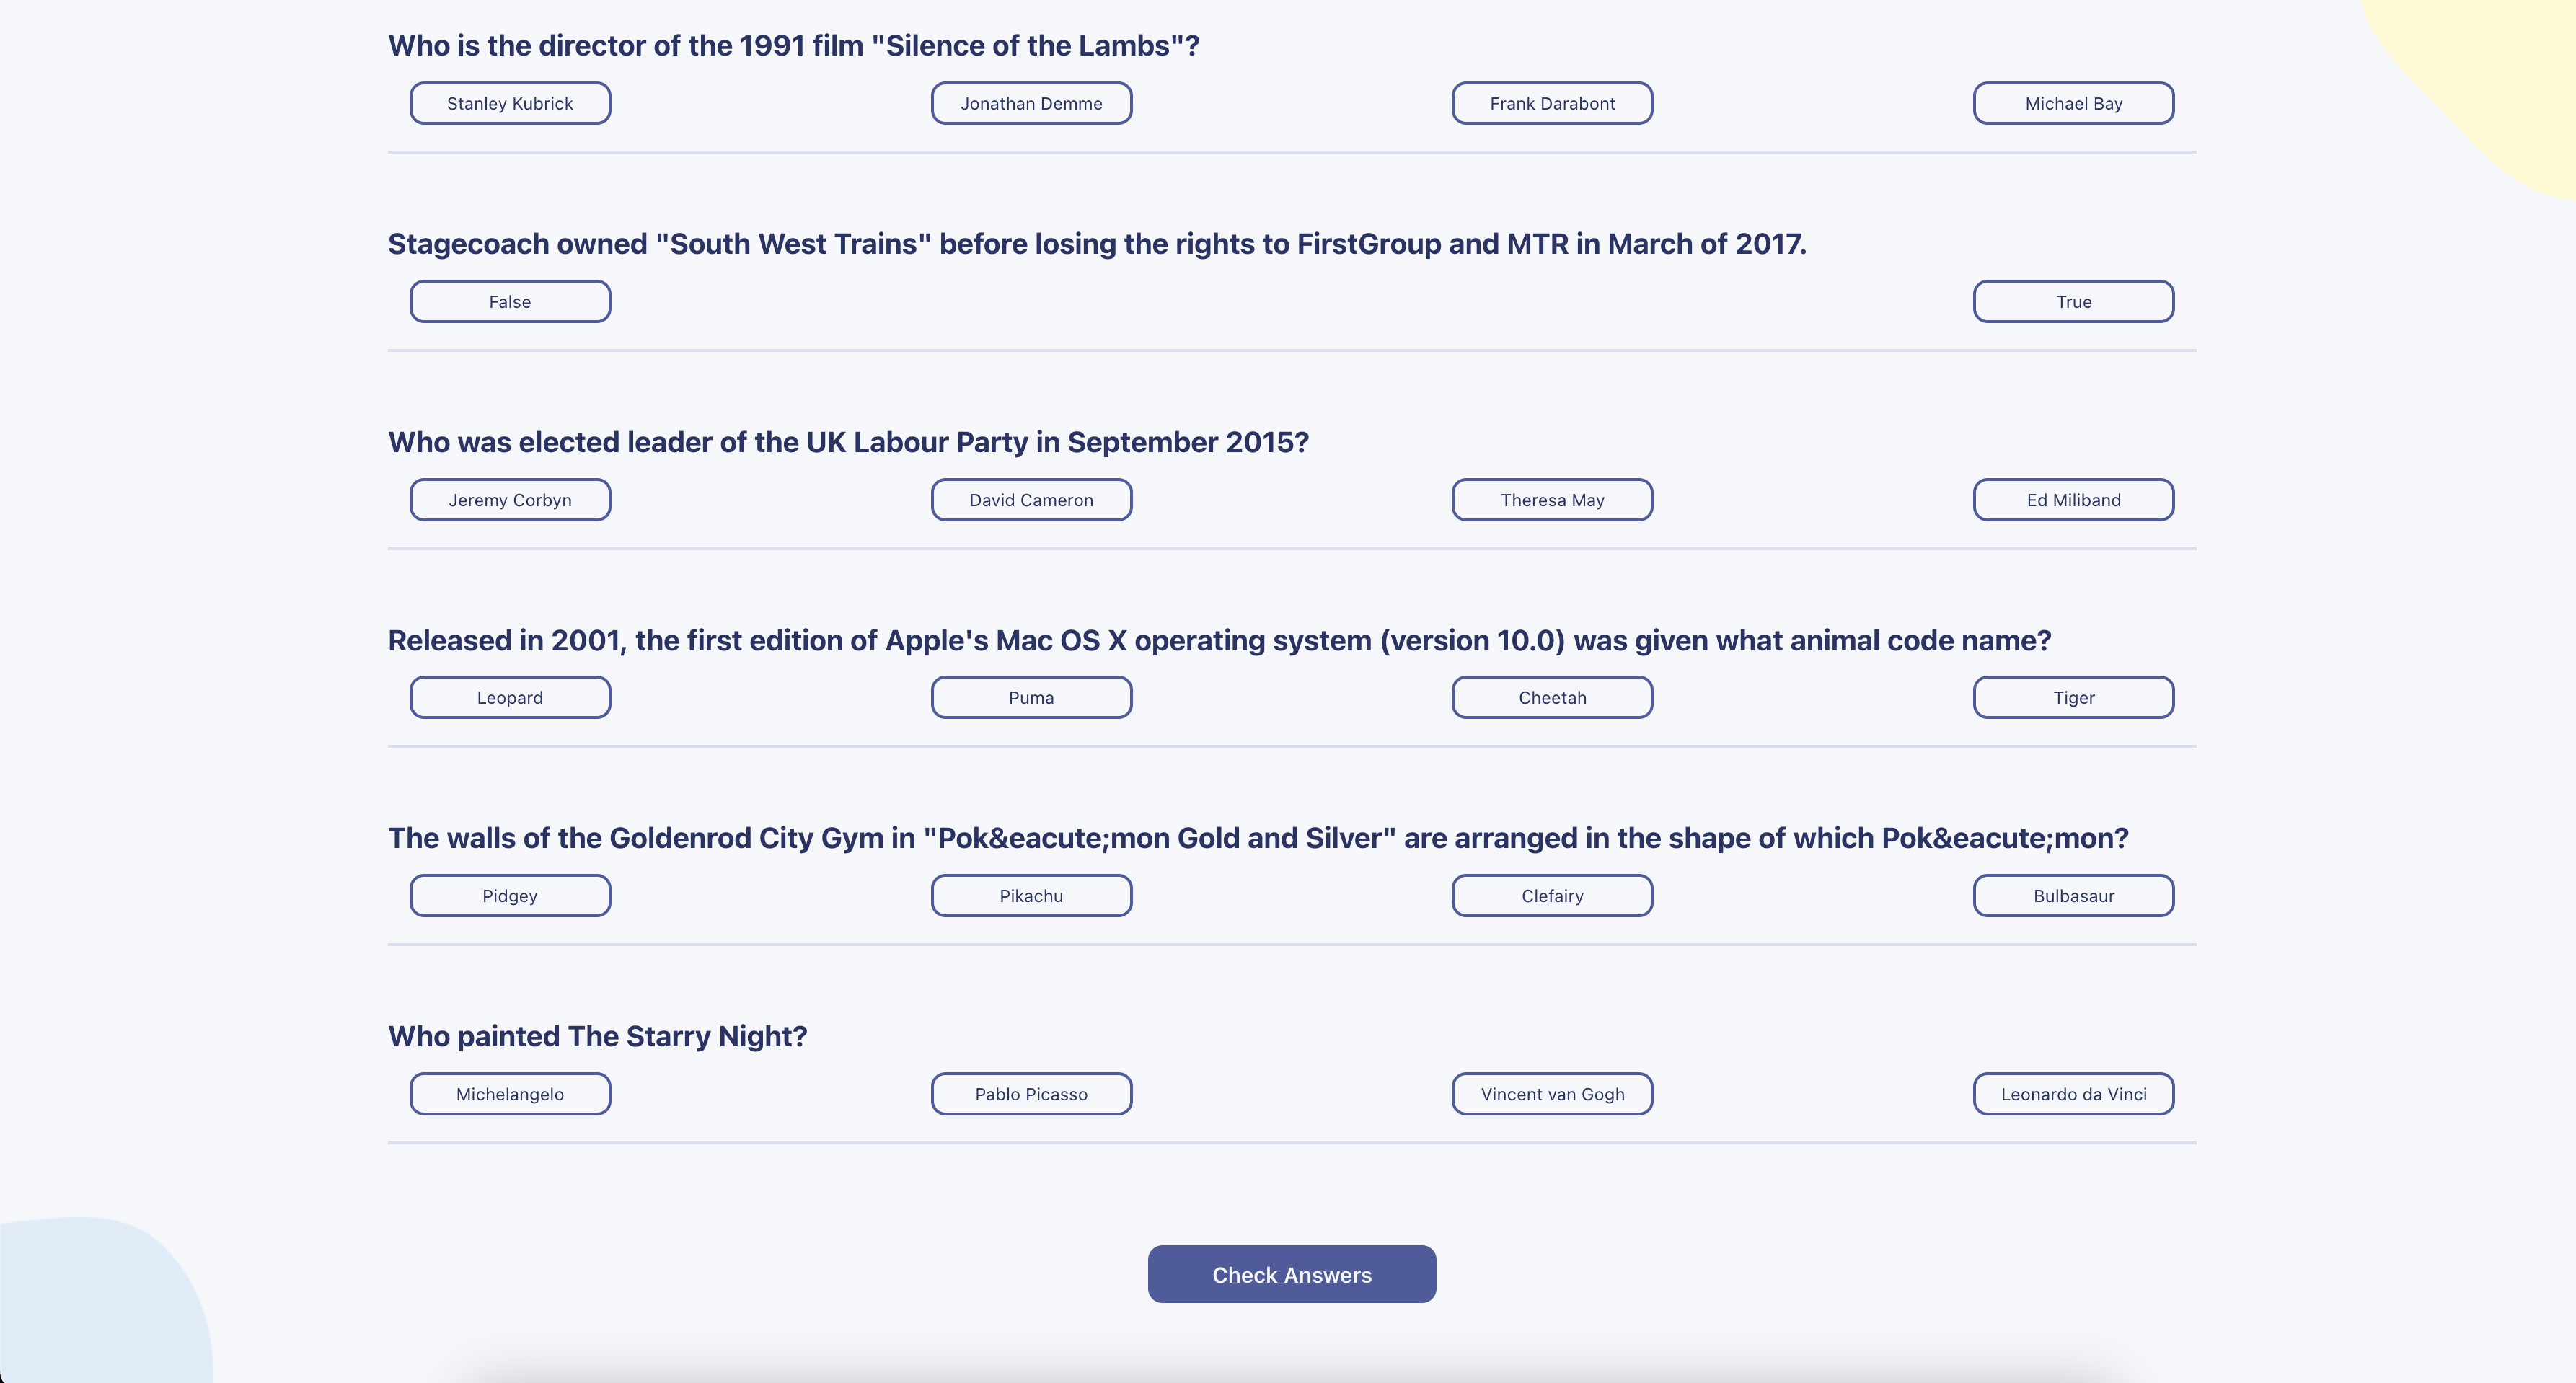 Who is the director of the 1991 film "Silence of the Lambs"?
Stanley Kubrick Jonathan Demme Frank Darabont Michael Bay
Stagecoach owned "South West Trains" before losing the rights to FirstGroup and MTR in March of 2017.
False True
Who was elected leader of the UK Labour Party in September 2015?
Jeremy Corbyn David Cameron Theresa May Ed Miliband
Released in 2001, the first edition of Apple's Mac OS X operating system (version 10.0) was given what animal code name?
Leopard Puma Cheetah Tiger
The walls of the Goldenrod City Gym in "Pok&eacute;mon Gold and Silver" are arranged in the shape of which Pok&eacute;mon?
Pidgey Pikachu Clefairy Bulbasaur
Who painted The Starry Night?
Michelangelo Pablo Picasso Vincent van Gogh Leonardo da Vinci
Check Answers